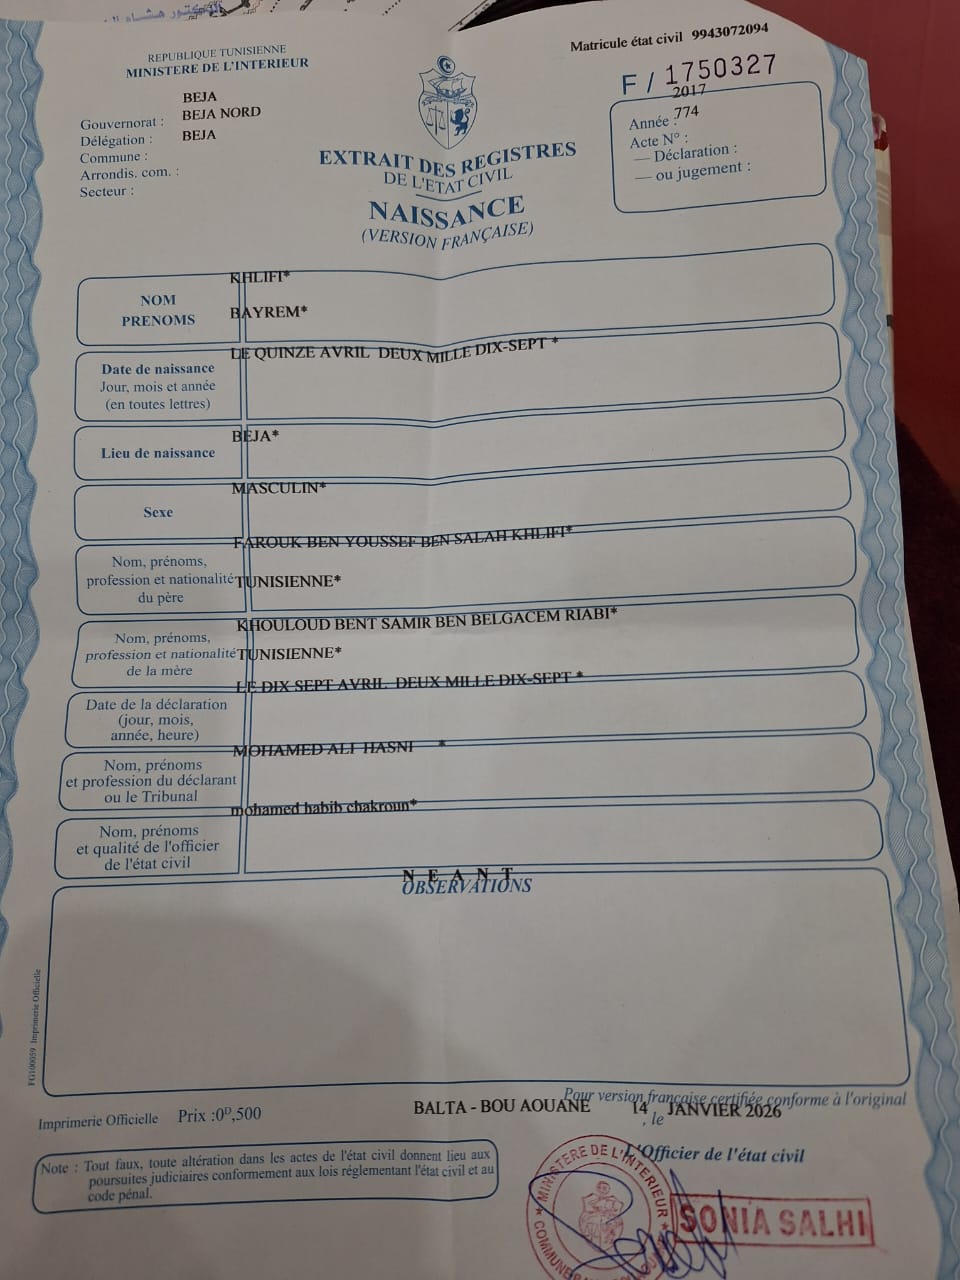 Matricule état civil 9943072094
REPUBLIQUE TUNISIENNE
MINISTERE DE L'INTERIEUR
F / 1750327
BEJA
Gouvernorat : BEJA NORD
Délégation : BEJA
Commune :
Arrondis. com. :
Secteur :
2017
Année : 774
Acte N° :
— Déclaration :
— ou jugement :
EXTRAIT DES REGISTRES
DE L'ETAT CIVIL
NAISSANCE
(VERSION FRANÇAISE)
KHLIFI*
NOM
PRENOMS
BAYREM*
LE QUINZE AVRIL DEUX MILLE DIX-SEPT *
Date de naissance
Jour, mois et année
(en toutes lettres)
BEJA*
Lieu de naissance
MASCULIN*
Sexe
FAROUK BEN YOUSSEF BEN SALAH KHLIFI*
Nom, prénoms,
profession et nationalité TUNISIENNE*
du père
KHOULOUD BENT SAMIR BEN BELGACEM RIABI*
Nom, prénoms,
profession et nationalité TUNISIENNE*
de la mère
LE DIX SEPT AVRIL DEUX MILLE DIX-SEPT *
Date de la déclaration
(jour, mois,
année, heure)
MOHAMED ALI HASNI *
Nom, prénoms
et profession du déclarant
ou le Tribunal
mohamed habib chakroun*
Nom, prénoms
et qualité de l'officier
de l'état civil
N E A N T
OBSERVATIONS
FG100059 Imprimerie Officielle
Pour version française certifiée conforme à l'original
Imprimerie Officielle Prix :0D,500
BALTA - BOU AOUANE 14 JANVIER 2026
, le
L'Officier de l'état civil
Note : Tout faux, toute altération dans les actes de l'état civil donnent lieu aux
poursuites judiciaires conformement aux lois réglementant l'état civil et au
code pénal.
MINISTERE DE L'INTERIEUR
COMMUNE
SONIA SALHI